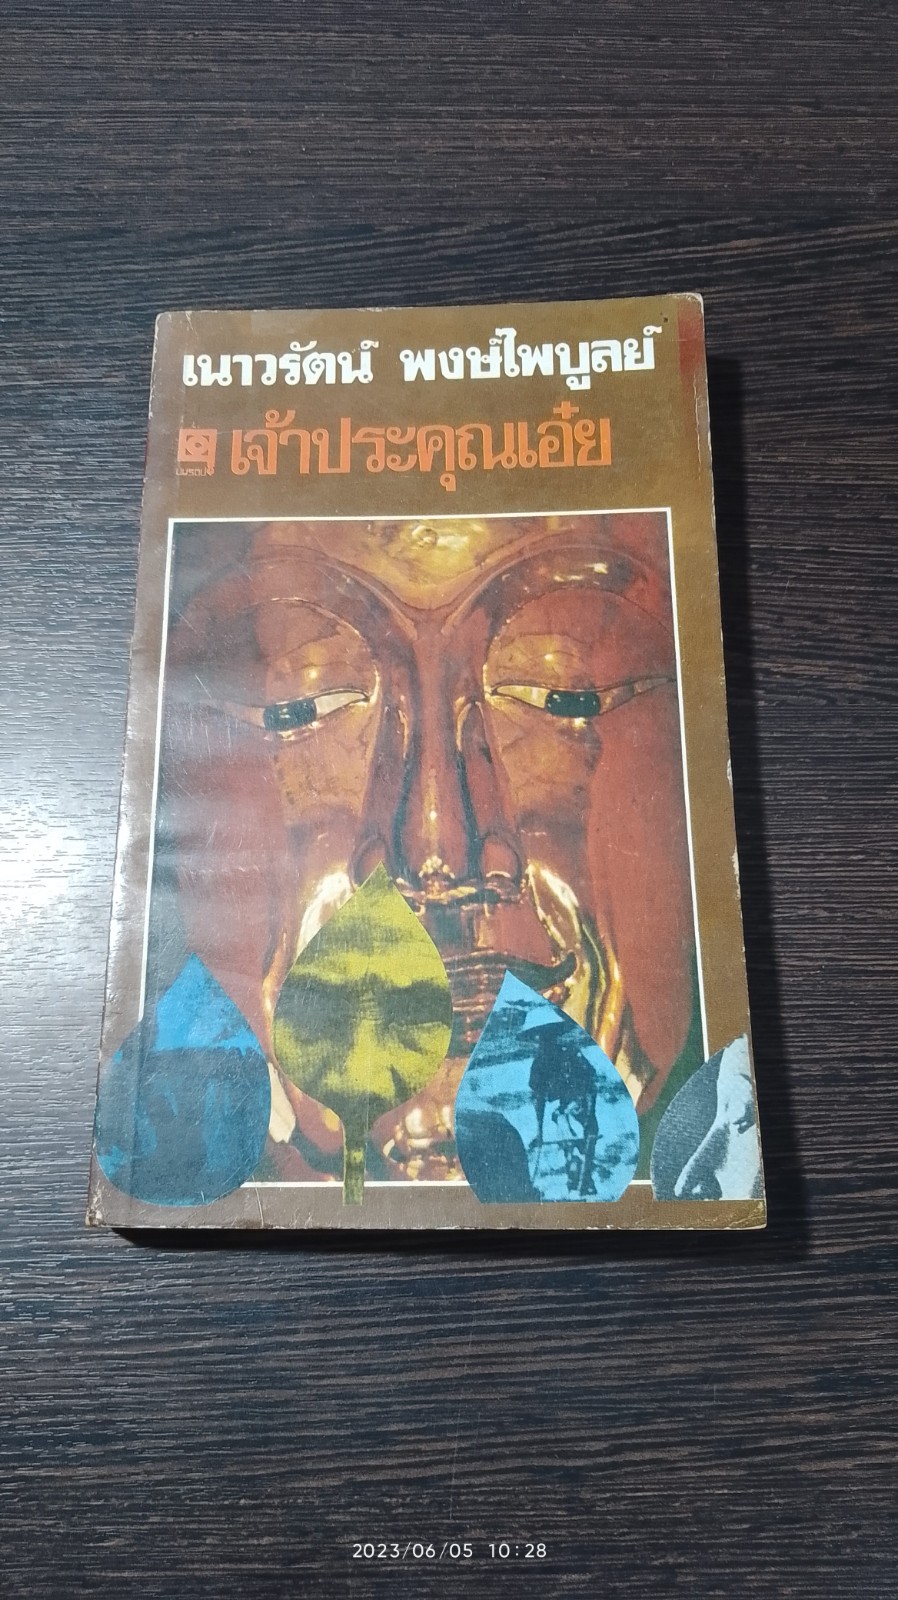 เนาวรัตน์ พงษ์ไพบูลย์
เจ้าประคุณเอ๋ย
2023/06/05 10:28